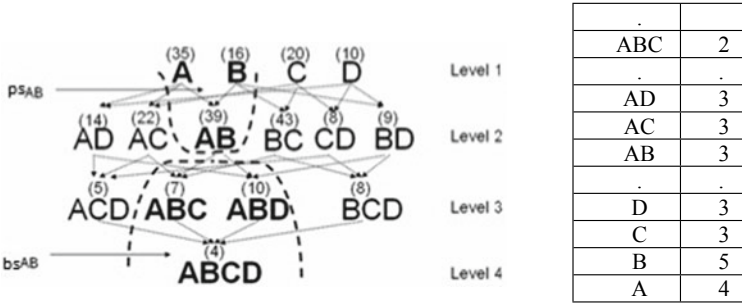 (35) (16) (20) (10)
A B C D Level 1
psAB
(14) (22) (39) (43) (8) (9)
AD AC AB BC CD BD Level 2
(5) (7) (10) (8)
ACD ABC ABD BCD Level 3
(4)
bsAB
ABCD Level 4
. 
ABC 2
. .
AD 3
AC 3
AB 3
. .
D 3
C 3
B 5
A 4